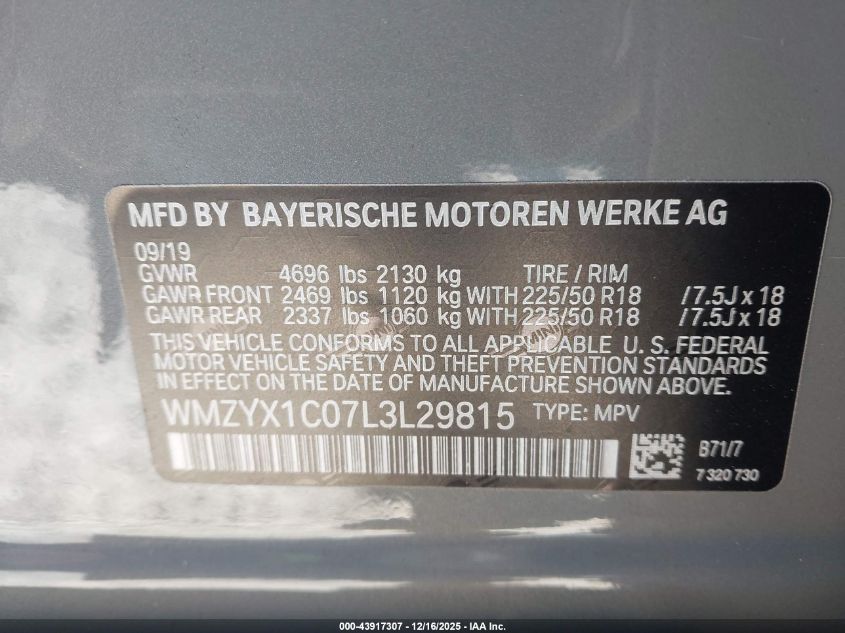 MFD BY BAYERISCHE MOTOREN WERKE AG
09/19
GVWR 4696 lbs 2130 kg TIRE / RIM
GAWR FRONT 2469 lbs 1120 kg WITH 225/50 R18 /7.5J x 18
GAWR REAR 2337 lbs 1060 kg WITH 225/50 R18 /7.5J x 18
THIS VEHICLE CONFORMS TO ALL APPLICABLE U. S. FEDERAL
MOTOR VEHICLE SAFETY AND THEFT PREVENTION STANDARDS
IN EFFECT ON THE DATE OF MANUFACTURE SHOWN ABOVE.
WMZYX1C07L3L29815 TYPE: MPV
B71/7
7 320 730
000-43917307 / 12/16/2025 - IAA Inc.